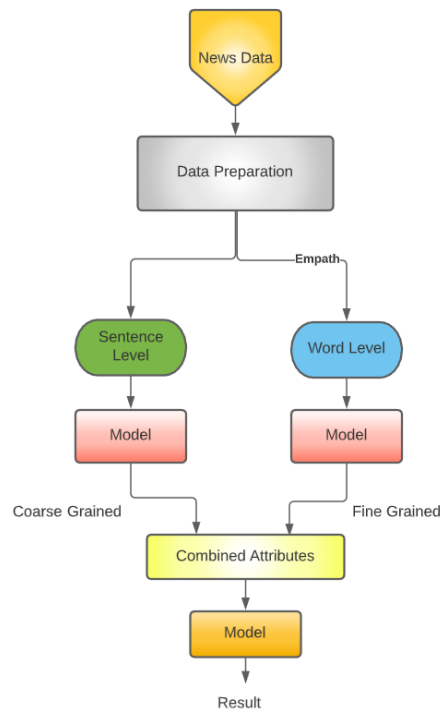 News Data
Data Preparation
Empath
Sentence
Level
Word Level
Model
Model
Coarse Grained
Fine Grained
Combined Attributes
Model
Result